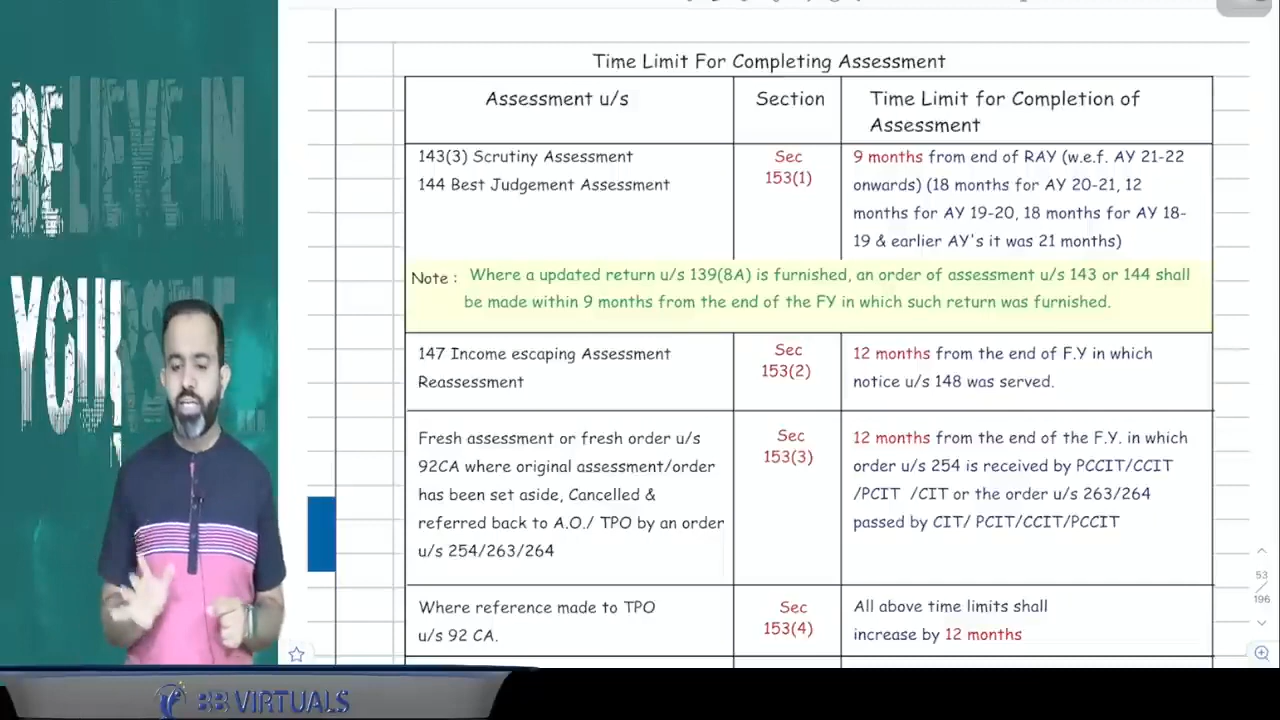 BELIEVE IN
YOURSELF...
Time Limit For Completing Assessment
Assessment u/s
Section
Time Limit for Completion of
Assessment
143(3) Scrutiny Assessment
144 Best Judgement Assessment
Sec
153(1)
9 months from end of RAY (w.e.f. AY 21-22
onwards) (18 months for AY 20-21, 12
months for AY 19-20, 18 months for AY 18-
19 & earlier AY's it was 21 months)
Note : Where a updated return u/s 139(8A) is furnished, an order of assessment u/s 143 or 144 shall
be made within 9 months from the end of the FY in which such return was furnished.
147 Income escaping Assessment
Reassessment
Sec
153(2)
12 months from the end of F.Y in which
notice u/s 148 was served.
Fresh assessment or fresh order u/s
92CA where original assessment/order
has been set aside, Cancelled &
referred back to A.O./ TPO by an order
u/s 254/263/264
Sec
153(3)
12 months from the end of the F.Y. in which
order u/s 254 is received by PCCIT/CCIT
/PCIT /CIT or the order u/s 263/264
passed by CIT/ PCIT/CCIT/PCCIT
Where reference made to TPO
u/s 92 CA.
Sec
153(4)
All above time limits shall
increase by 12 months
53
196
BB VIRTUALS